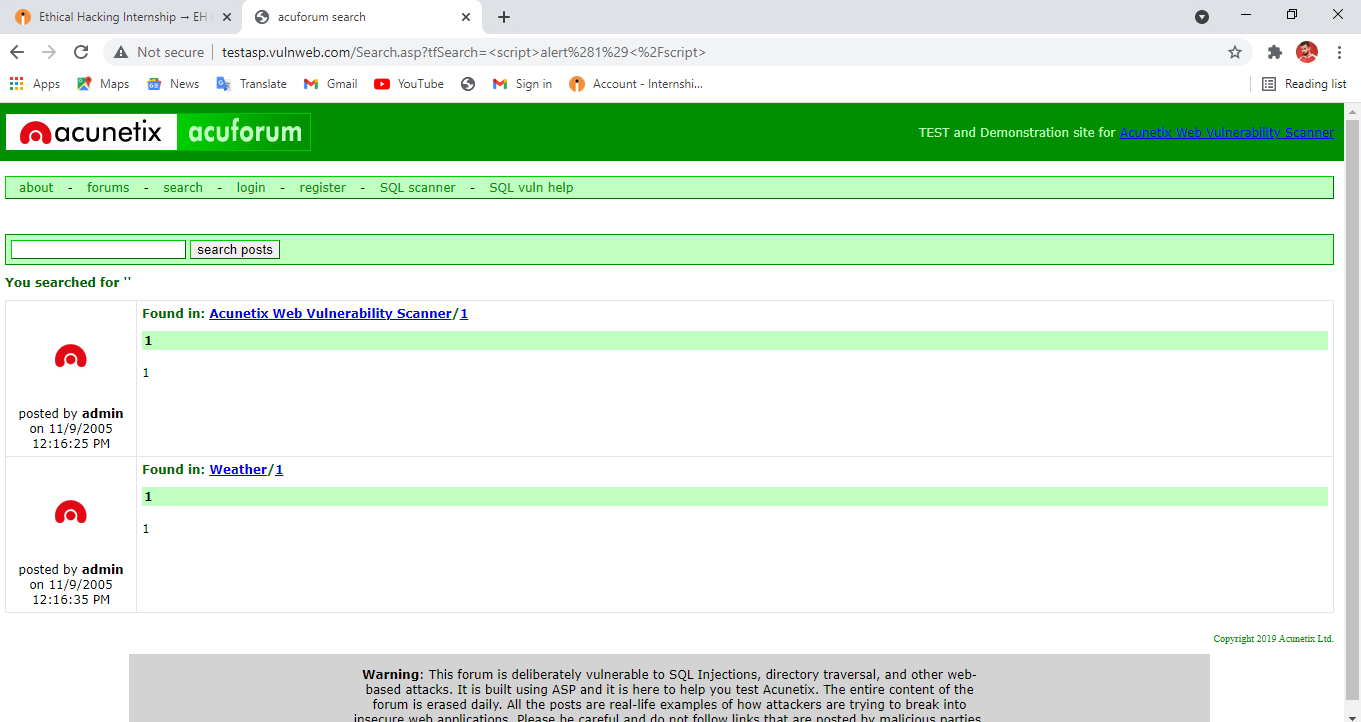 Ethical Hacking Internship → EH
acuforum search
Not secure
testasp.vulnweb.com/Search.asp?tfSearch=<script>alert%281%29<%2Fscript>
Apps
Maps
News
Translate
Gmail
YouTube
Sign in
Account - Internshi...
Reading list
acunetix acuforum
TEST and Demonstration site for Acunetix Web Vulnerability Scanner
about - forums - search - login - register - SQL scanner - SQL vuln help
search posts
You searched for ''
Found in: Acunetix Web Vulnerability Scanner/1
1
1
posted by admin
on 11/9/2005
12:16:25 PM
Found in: Weather/1
1
1
posted by admin
on 11/9/2005
12:16:35 PM
Copyright 2019 Acunetix Ltd.
Warning: This forum is deliberately vulnerable to SQL Injections, directory traversal, and other web-
based attacks. It is built using ASP and it is here to help you test Acunetix. The entire content of the
forum is erased daily. All the posts are real-life examples of how attackers are trying to break into
insecure web applications. Please be careful and do not follow links that are posted by malicious parties.